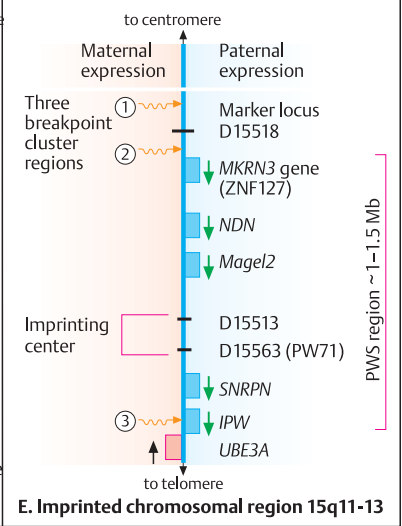 to centromere
Maternal
expression
Paternal
expression
Three
breakpoint
cluster
regions
1
Marker locus
D15518
2
MKRN3 gene
(ZNF127)
NDN
Magel2
PWS region ~ 1–1.5 Mb
Imprinting
center
D15513
D15563 (PW71)
SNRPN
3
IPW
UBE3A
to telomere
E. Imprinted chromosomal region 15q11-13